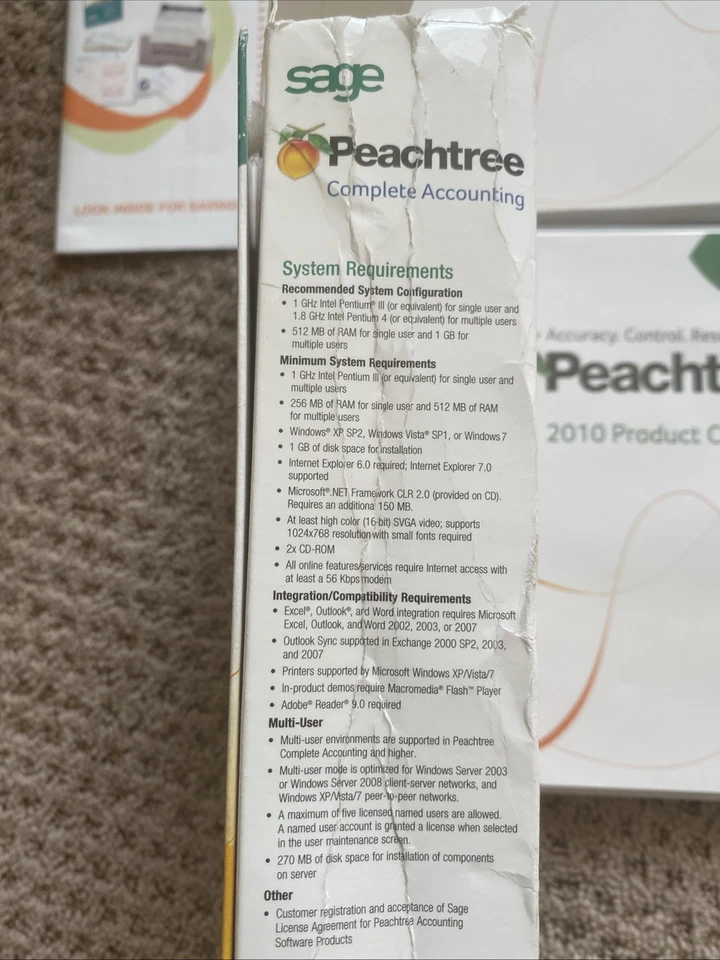 sage
Peachtree
Complete Accounting
System Requirements
Recommended System Configuration
• 1 GHz Intel Pentium® III (or equivalent) for single user and
1.8 GHz Intel Pentium 4 (or equivalent) for multiple users
• 512 MB of RAM for single user and 1 GB for
multiple users
Minimum System Requirements
• 1 GHz Intel Pentium III (or equivalent) for single user and
multiple users
• 256 MB of RAM for single user and 512 MB of RAM
for multiple users
• Windows® XP SP2, Windows Vista® SP1, or Windows 7
• 1 GB of disk space for installation
• Internet Explorer 6.0 required; Internet Explorer 7.0
supported
• Microsoft®.NET Framework CLR 2.0 (provided on CD).
Requires an additional 150 MB.
• At least high color (16-bit) SVGA video; supports
1024x768 resolution with small fonts required
• 2x CD-ROM
• All online features/services require Internet access with
at least a 56 Kbps modem
Integration/Compatibility Requirements
• Excel®, Outlook®, and Word integration requires Microsoft
Excel, Outlook, and Word 2002, 2003, or 2007
• Outlook Sync supported in Exchange 2000 SP2, 2003,
and 2007
• Printers supported by Microsoft Windows XP/Vista/7
• In-product demos require Macromedia® Flash™ Player
• Adobe® Reader® 9.0 required
Multi-User
• Multi-user environments are supported in Peachtree
Complete Accounting and higher.
• Multi-user mode is optimized for Windows Server 2003
or Windows Server 2008 client-server networks, and
Windows XP/Vista/7 peer-to-peer networks.
• A maximum of five licensed named users are allowed.
A named user account is granted a license when selected
in the user maintenance screen.
• 270 MB of disk space for installation of components
on server
Other
• Customer registration and acceptance of Sage
License Agreement for Peachtree Accounting
Software Products
LOOK INSIDE FOR SAVING
Accuracy. Control. Res
Peacht
2010 Product C